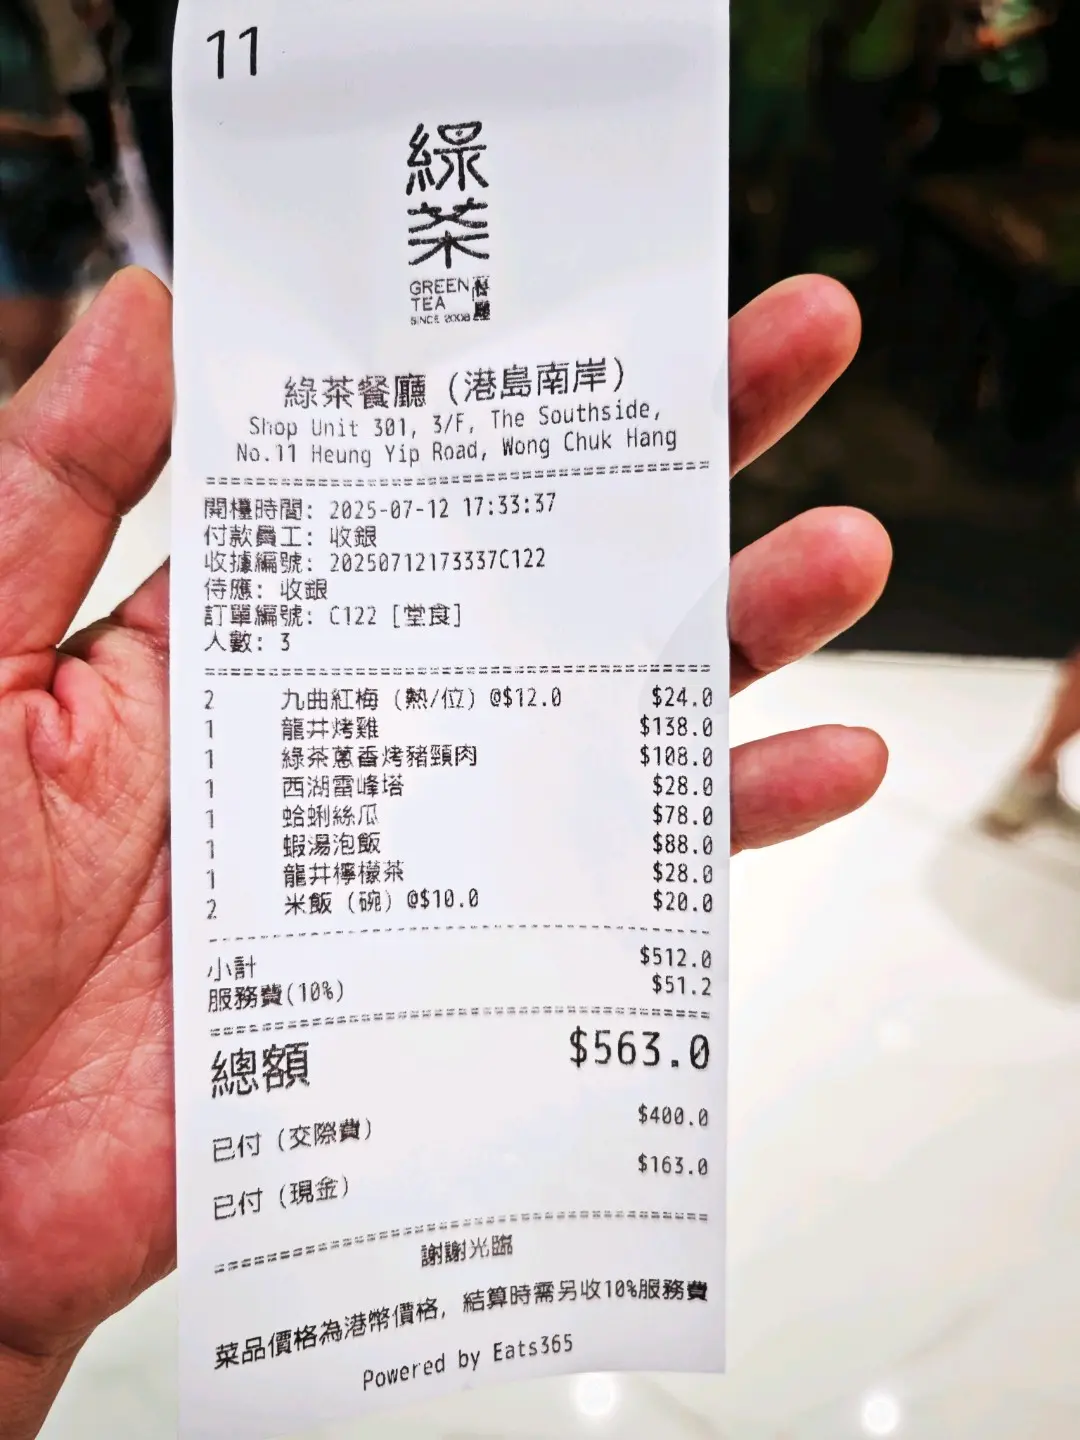 11
綠
茶
GREEN 餐
TEA 廳
SINCE 2008
綠茶餐廳（港島南岸）
Shop Unit 301, 3/F, The Southside,
No.11 Heung Yip Road, Wong Chuk Hang
開檯時間: 2025-07-12 17:33:37
付款員工: 收銀
收據編號: 20250712173337C122
侍應: 收銀
訂單編號: C122 [堂食]
人數: 3
2 九曲紅梅（熱/位）@$12.0 $24.0
1 龍井烤雞 $138.0
1 綠茶蔥香烤豬頸肉 $108.0
1 西湖雷峰塔 $28.0
1 蛤蜊絲瓜 $78.0
1 蝦湯泡飯 $88.0
1 龍井檸檬茶 $28.0
2 米飯（碗）@$10.0 $20.0
小計 $512.0
服務費(10%) $51.2
總額 $563.0
已付（交際費） $400.0
已付（現金） $163.0
謝謝光臨
菜品價格為港幣價格, 結算時需另收10%服務費
Powered by Eats365